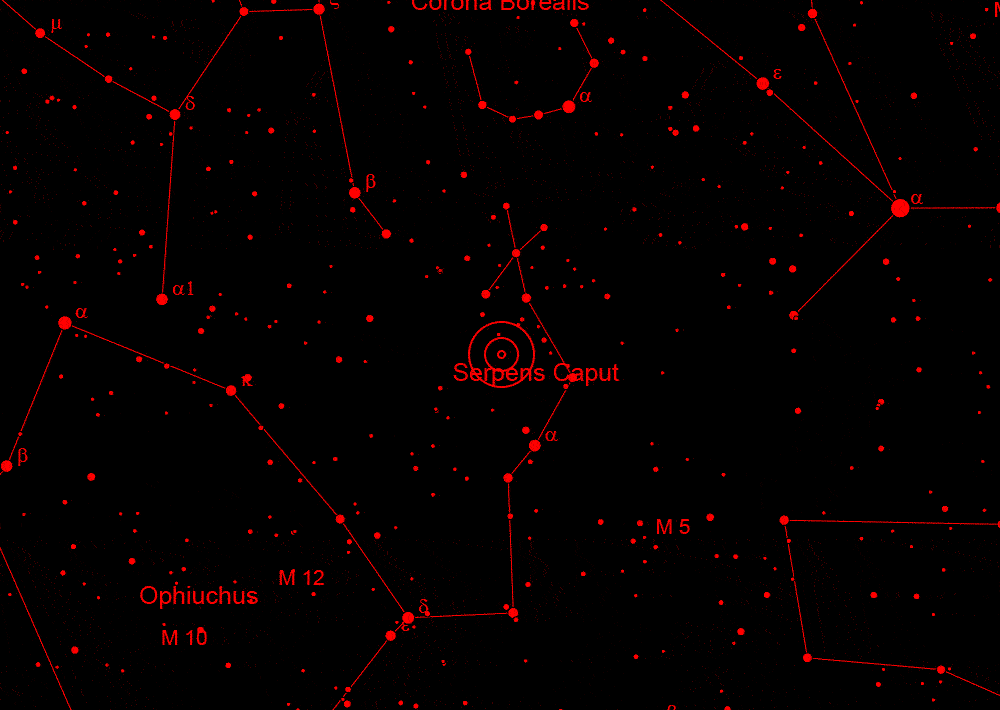 Corona Borealis
ζ
μ
ε
α
δ
β
α
α1
α
κ
Serpens Caput
α
β
M 5
M 12
Ophiuchus
δ
ε
M 10